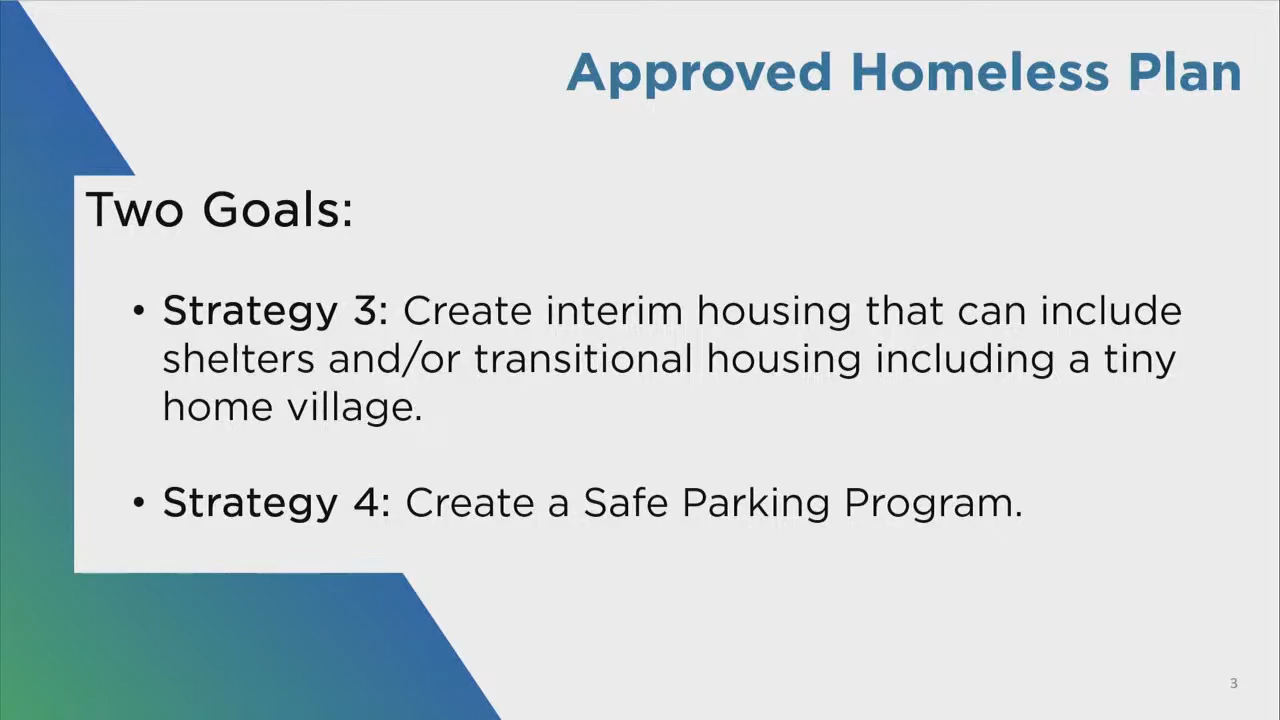 Approved Homeless Plan
Two Goals:
• Strategy 3: Create interim housing that can include
shelters and/or transitional housing including a tiny
home village.
• Strategy 4: Create a Safe Parking Program.
3